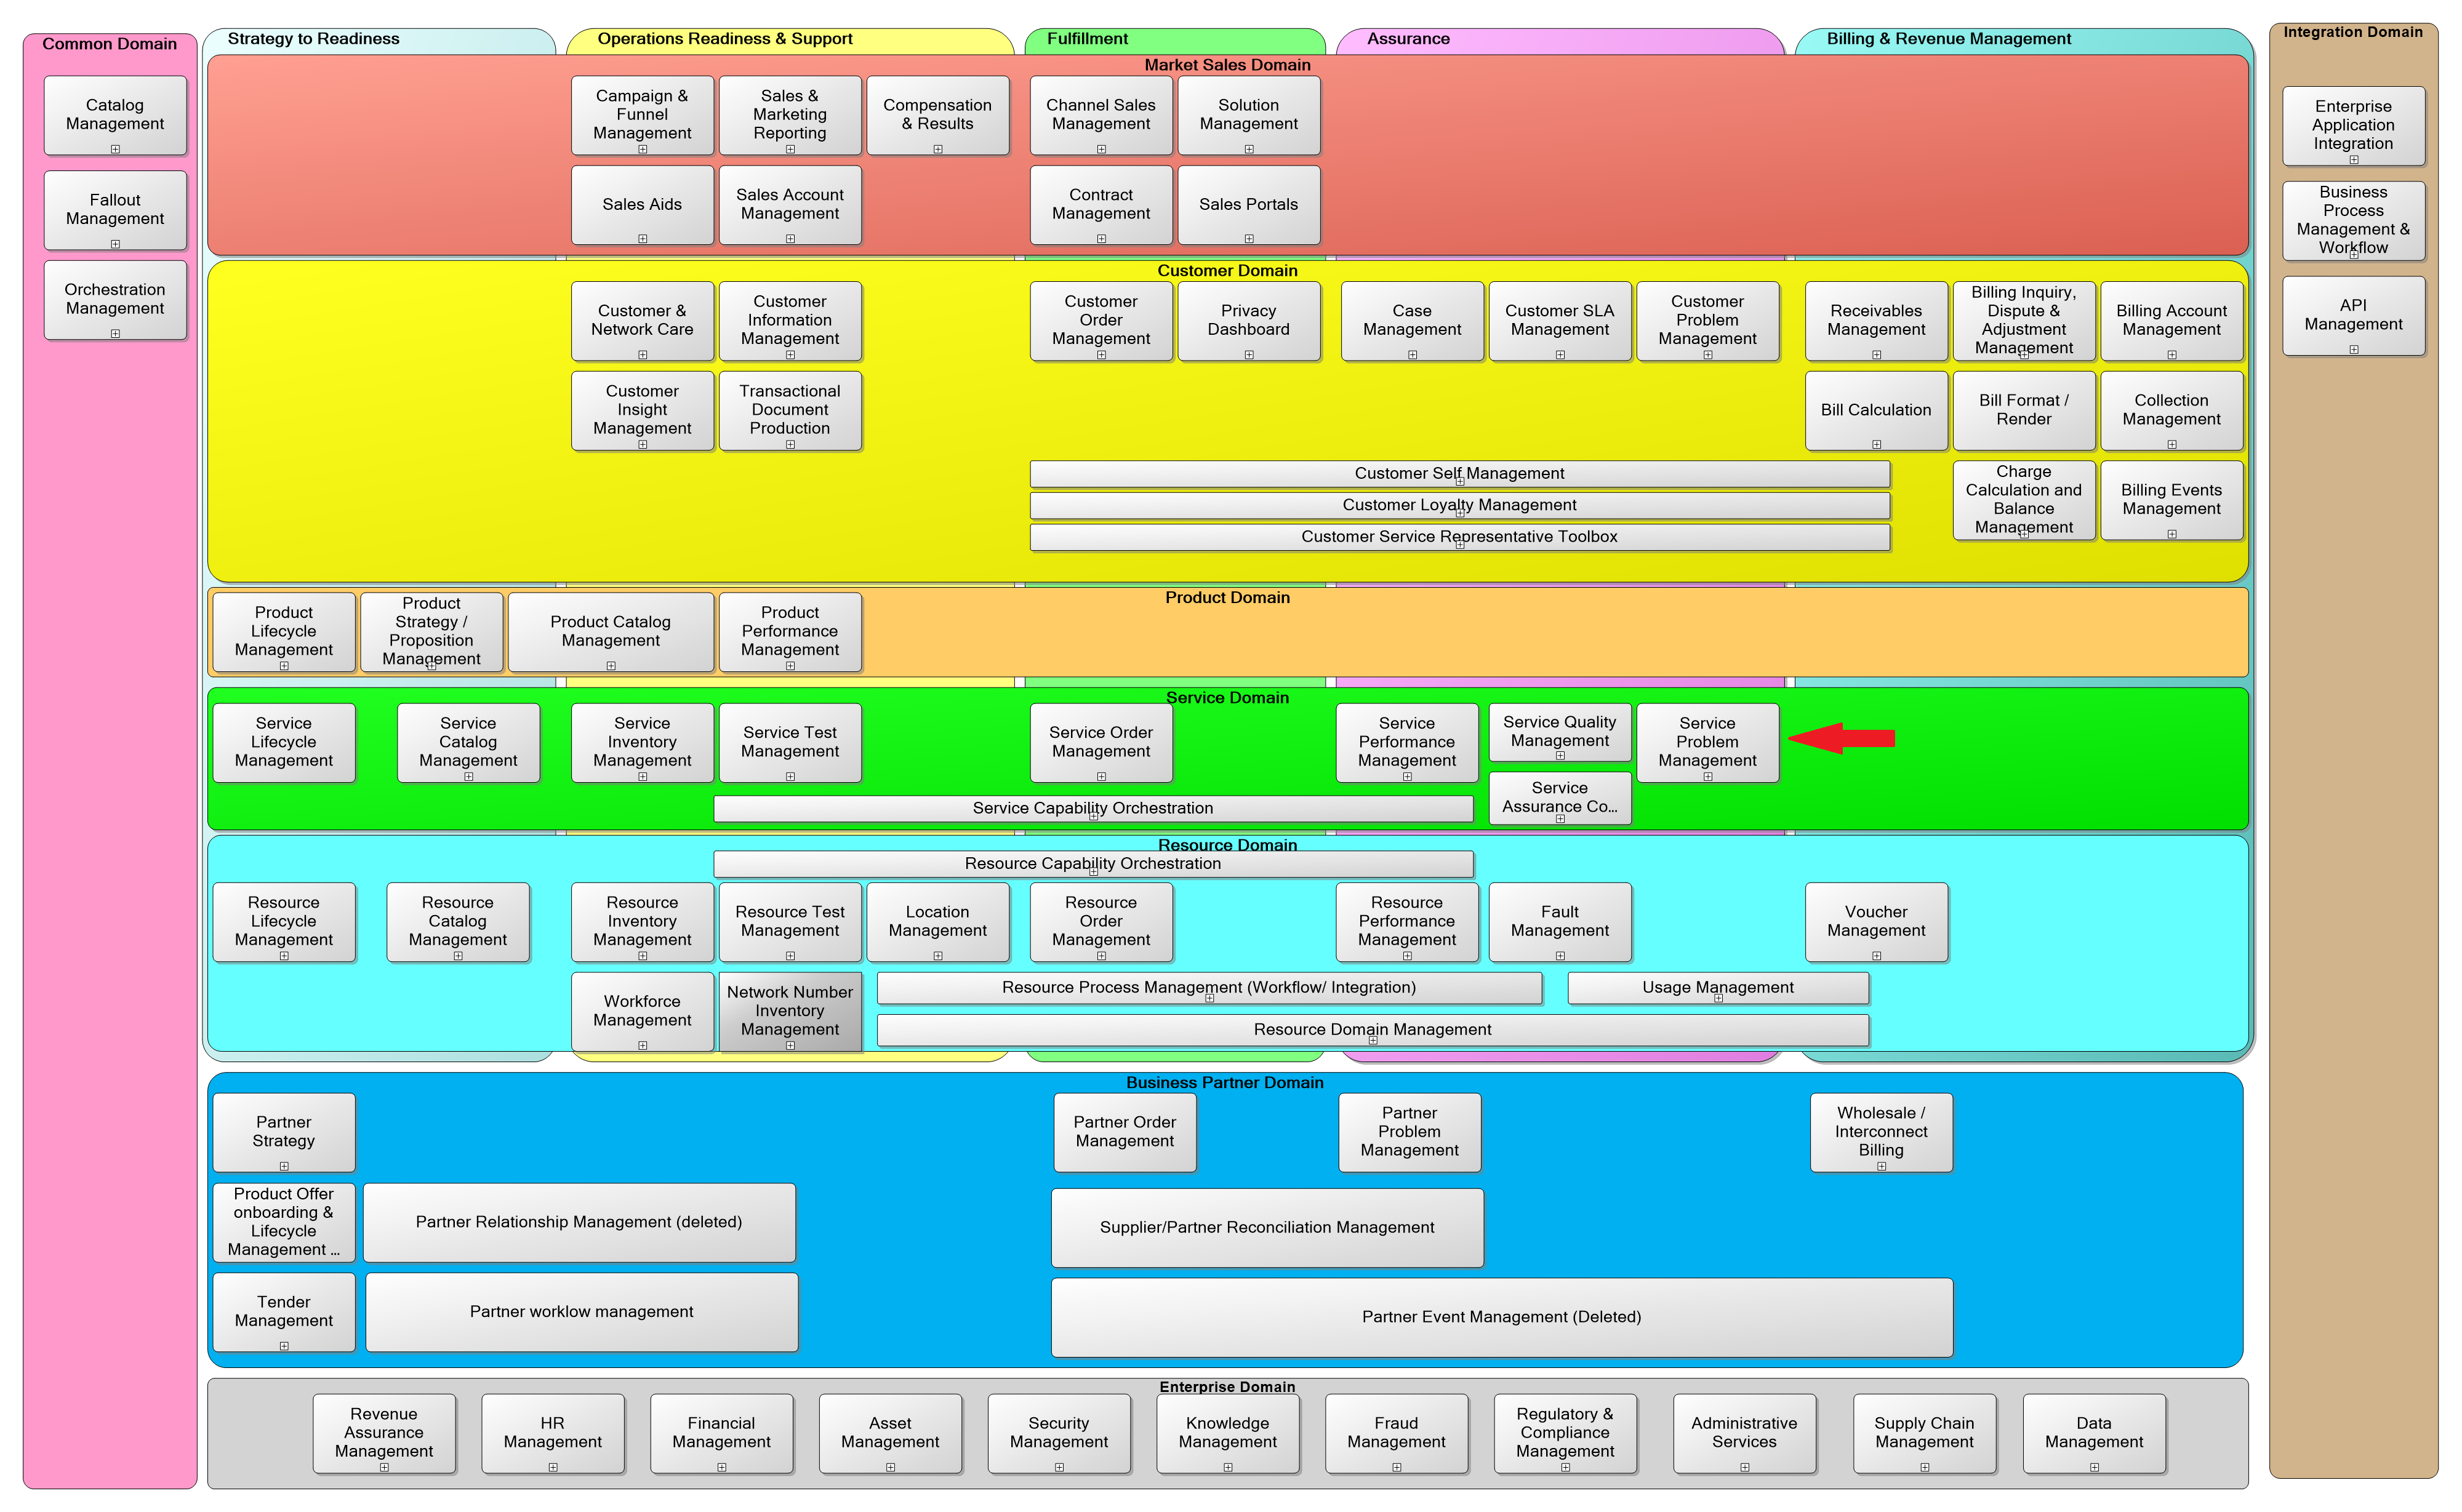 Common Domain
Catalog
Management
Fallout
Management
Orchestration
Management
Strategy to Readiness
Operations Readiness & Support
Fulfillment
Assurance
Billing & Revenue Management
Market Sales Domain
Campaign &
Funnel
Management
Sales &
Marketing
Reporting
Compensation
& Results
Channel Sales
Management
Solution
Management
Sales Aids
Sales Account
Management
Contract
Management
Sales Portals
Customer Domain
Customer &
Network Care
Customer
Information
Management
Customer
Order
Management
Privacy
Dashboard
Case
Management
Customer SLA
Management
Customer
Problem
Management
Receivables
Management
Billing Inquiry,
Dispute &
Adjustment
Management
Billing Account
Management
Customer
Insight
Management
Transactional
Document
Production
Bill Calculation
Bill Format /
Render
Collection
Management
Customer Self Management
Customer Loyalty Management
Customer Service Representative Toolbox
Charge
Calculation and
Balance
Management
Billing Events
Management
Product Domain
Product
Lifecycle
Management
Product
Strategy /
Proposition
Management
Product Catalog
Management
Product
Performance
Management
Service Domain
Service
Lifecycle
Management
Service
Catalog
Management
Service
Inventory
Management
Service Test
Management
Service Order
Management
Service
Performance
Management
Service Quality
Management
Service
Problem
Management
Service
Assurance Co...
Service Capability Orchestration
Resource Domain
Resource Capability Orchestration
Resource
Lifecycle
Management
Resource
Catalog
Management
Resource
Inventory
Management
Resource Test
Management
Location
Management
Resource
Order
Management
Resource
Performance
Management
Fault
Management
Voucher
Management
Workforce
Management
Network Number
Inventory
Management
Resource Process Management (Workflow/ Integration)
Usage Management
Resource Domain Management
Business Partner Domain
Partner
Strategy
Partner Order
Management
Partner
Problem
Management
Wholesale /
Interconnect
Billing
Product Offer
onboarding &
Lifecycle
Management ...
Partner Relationship Management (deleted)
Supplier/Partner Reconciliation Management
Tender
Management
Partner worklow management
Partner Event Management (Deleted)
Enterprise Domain
Revenue
Assurance
Management
HR
Management
Financial
Management
Asset
Management
Security
Management
Knowledge
Management
Fraud
Management
Regulatory &
Compliance
Management
Administrative
Services
Supply Chain
Management
Data
Management
Integration Domain
Enterprise
Application
Integration
Business
Process
Management &
Workflow
API
Management